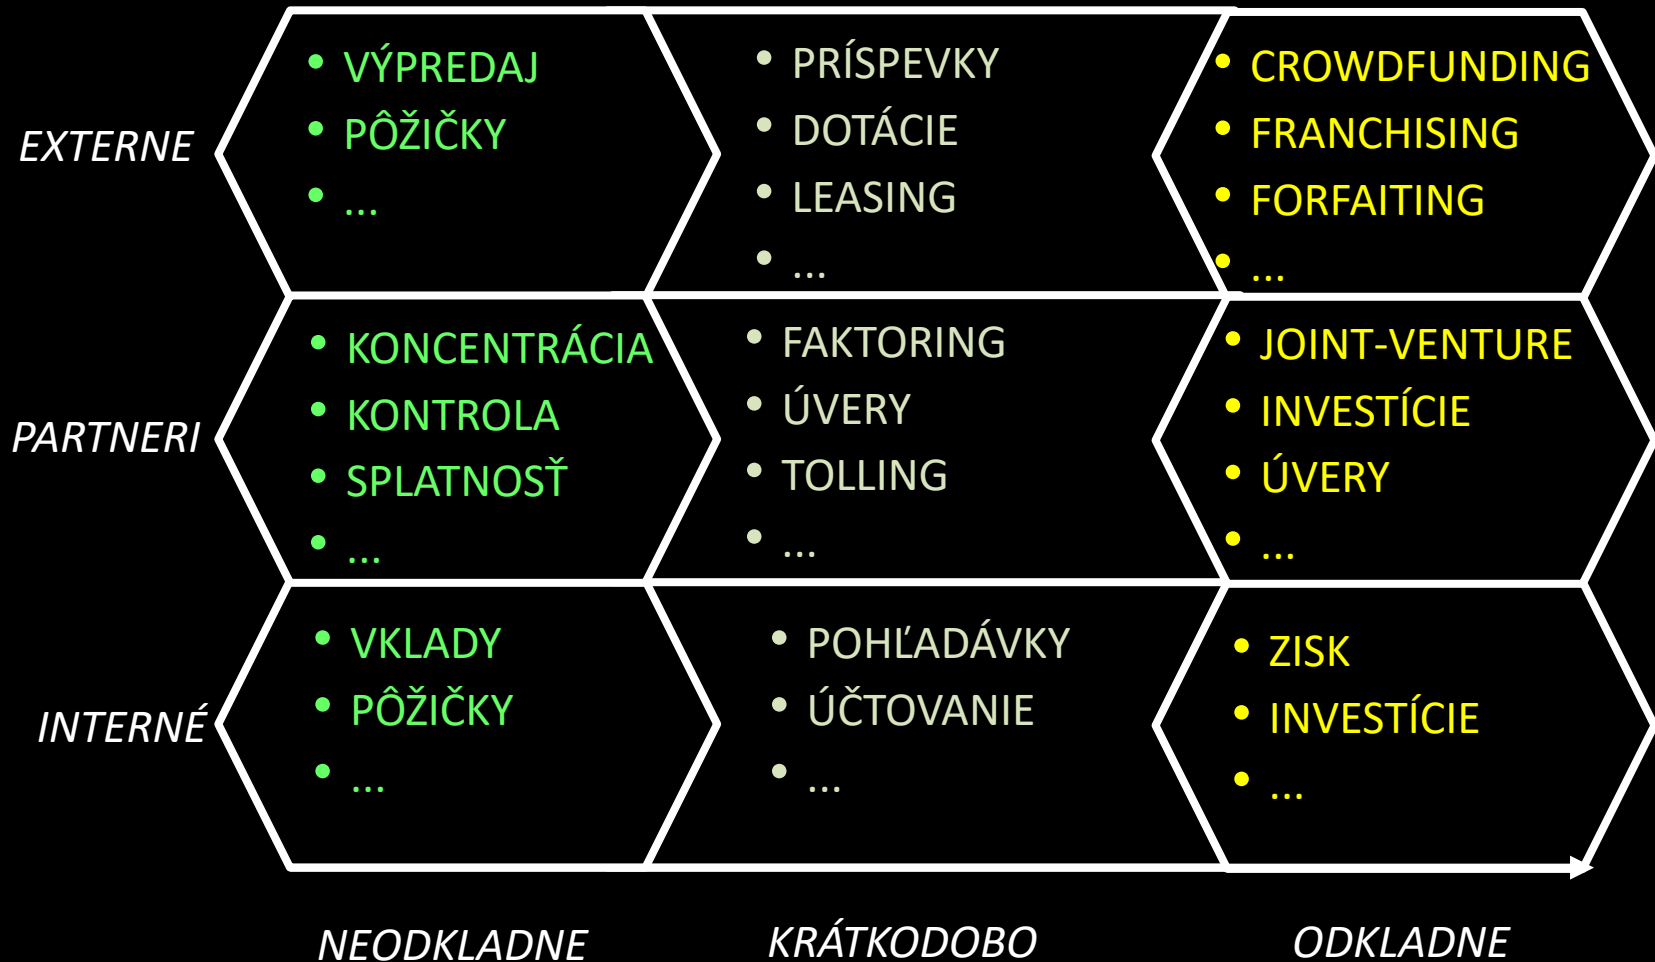 EXTERNE
• VÝPREDAJ
• PÔŽIČKY
• ...
• PRÍSPEVKY
• DOTÁCIE
• LEASING
• ...
• CROWDFUNDING
• FRANCHISING
• FORFAITING
• ...
PARTNERI
• KONCENTRÁCIA
• KONTROLA
• SPLATNOSŤ
• ...
• FAKTORING
• ÚVERY
• TOLLING
• ...
• JOINT-VENTURE
• INVESTÍCIE
• ÚVERY
• ...
INTERNÉ
• VKLADY
• PÔŽIČKY
• ...
• POHĽADÁVKY
• ÚČTOVANIE
• ...
• ZISK
• INVESTÍCIE
• ...
NEODKLADNE
KRÁTKODOBO
ODKLADNE